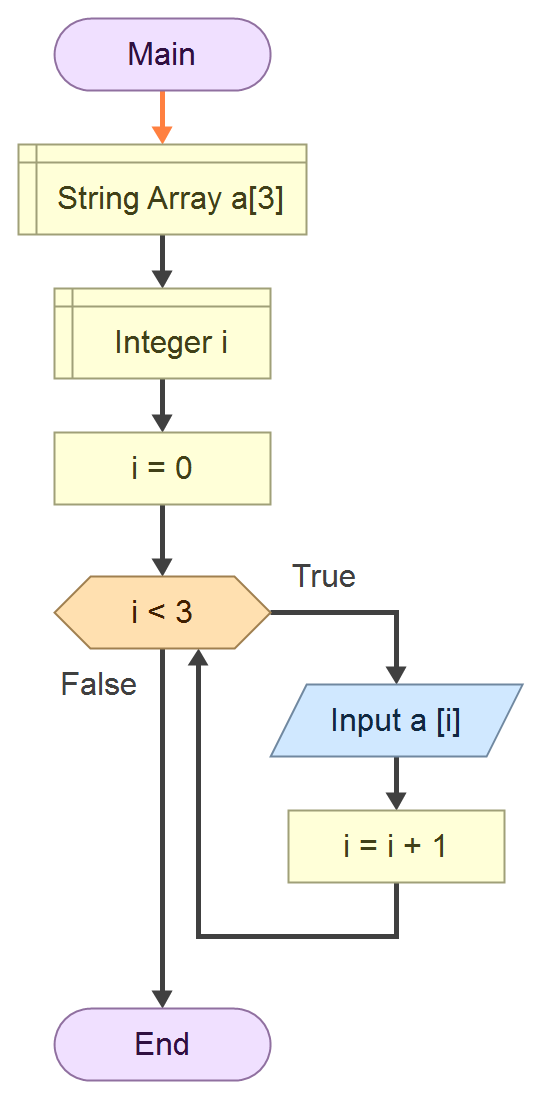 Main
String Array a[3]
Integer i
i = 0
i < 3
True
False
Input a [i]
i = i + 1
End